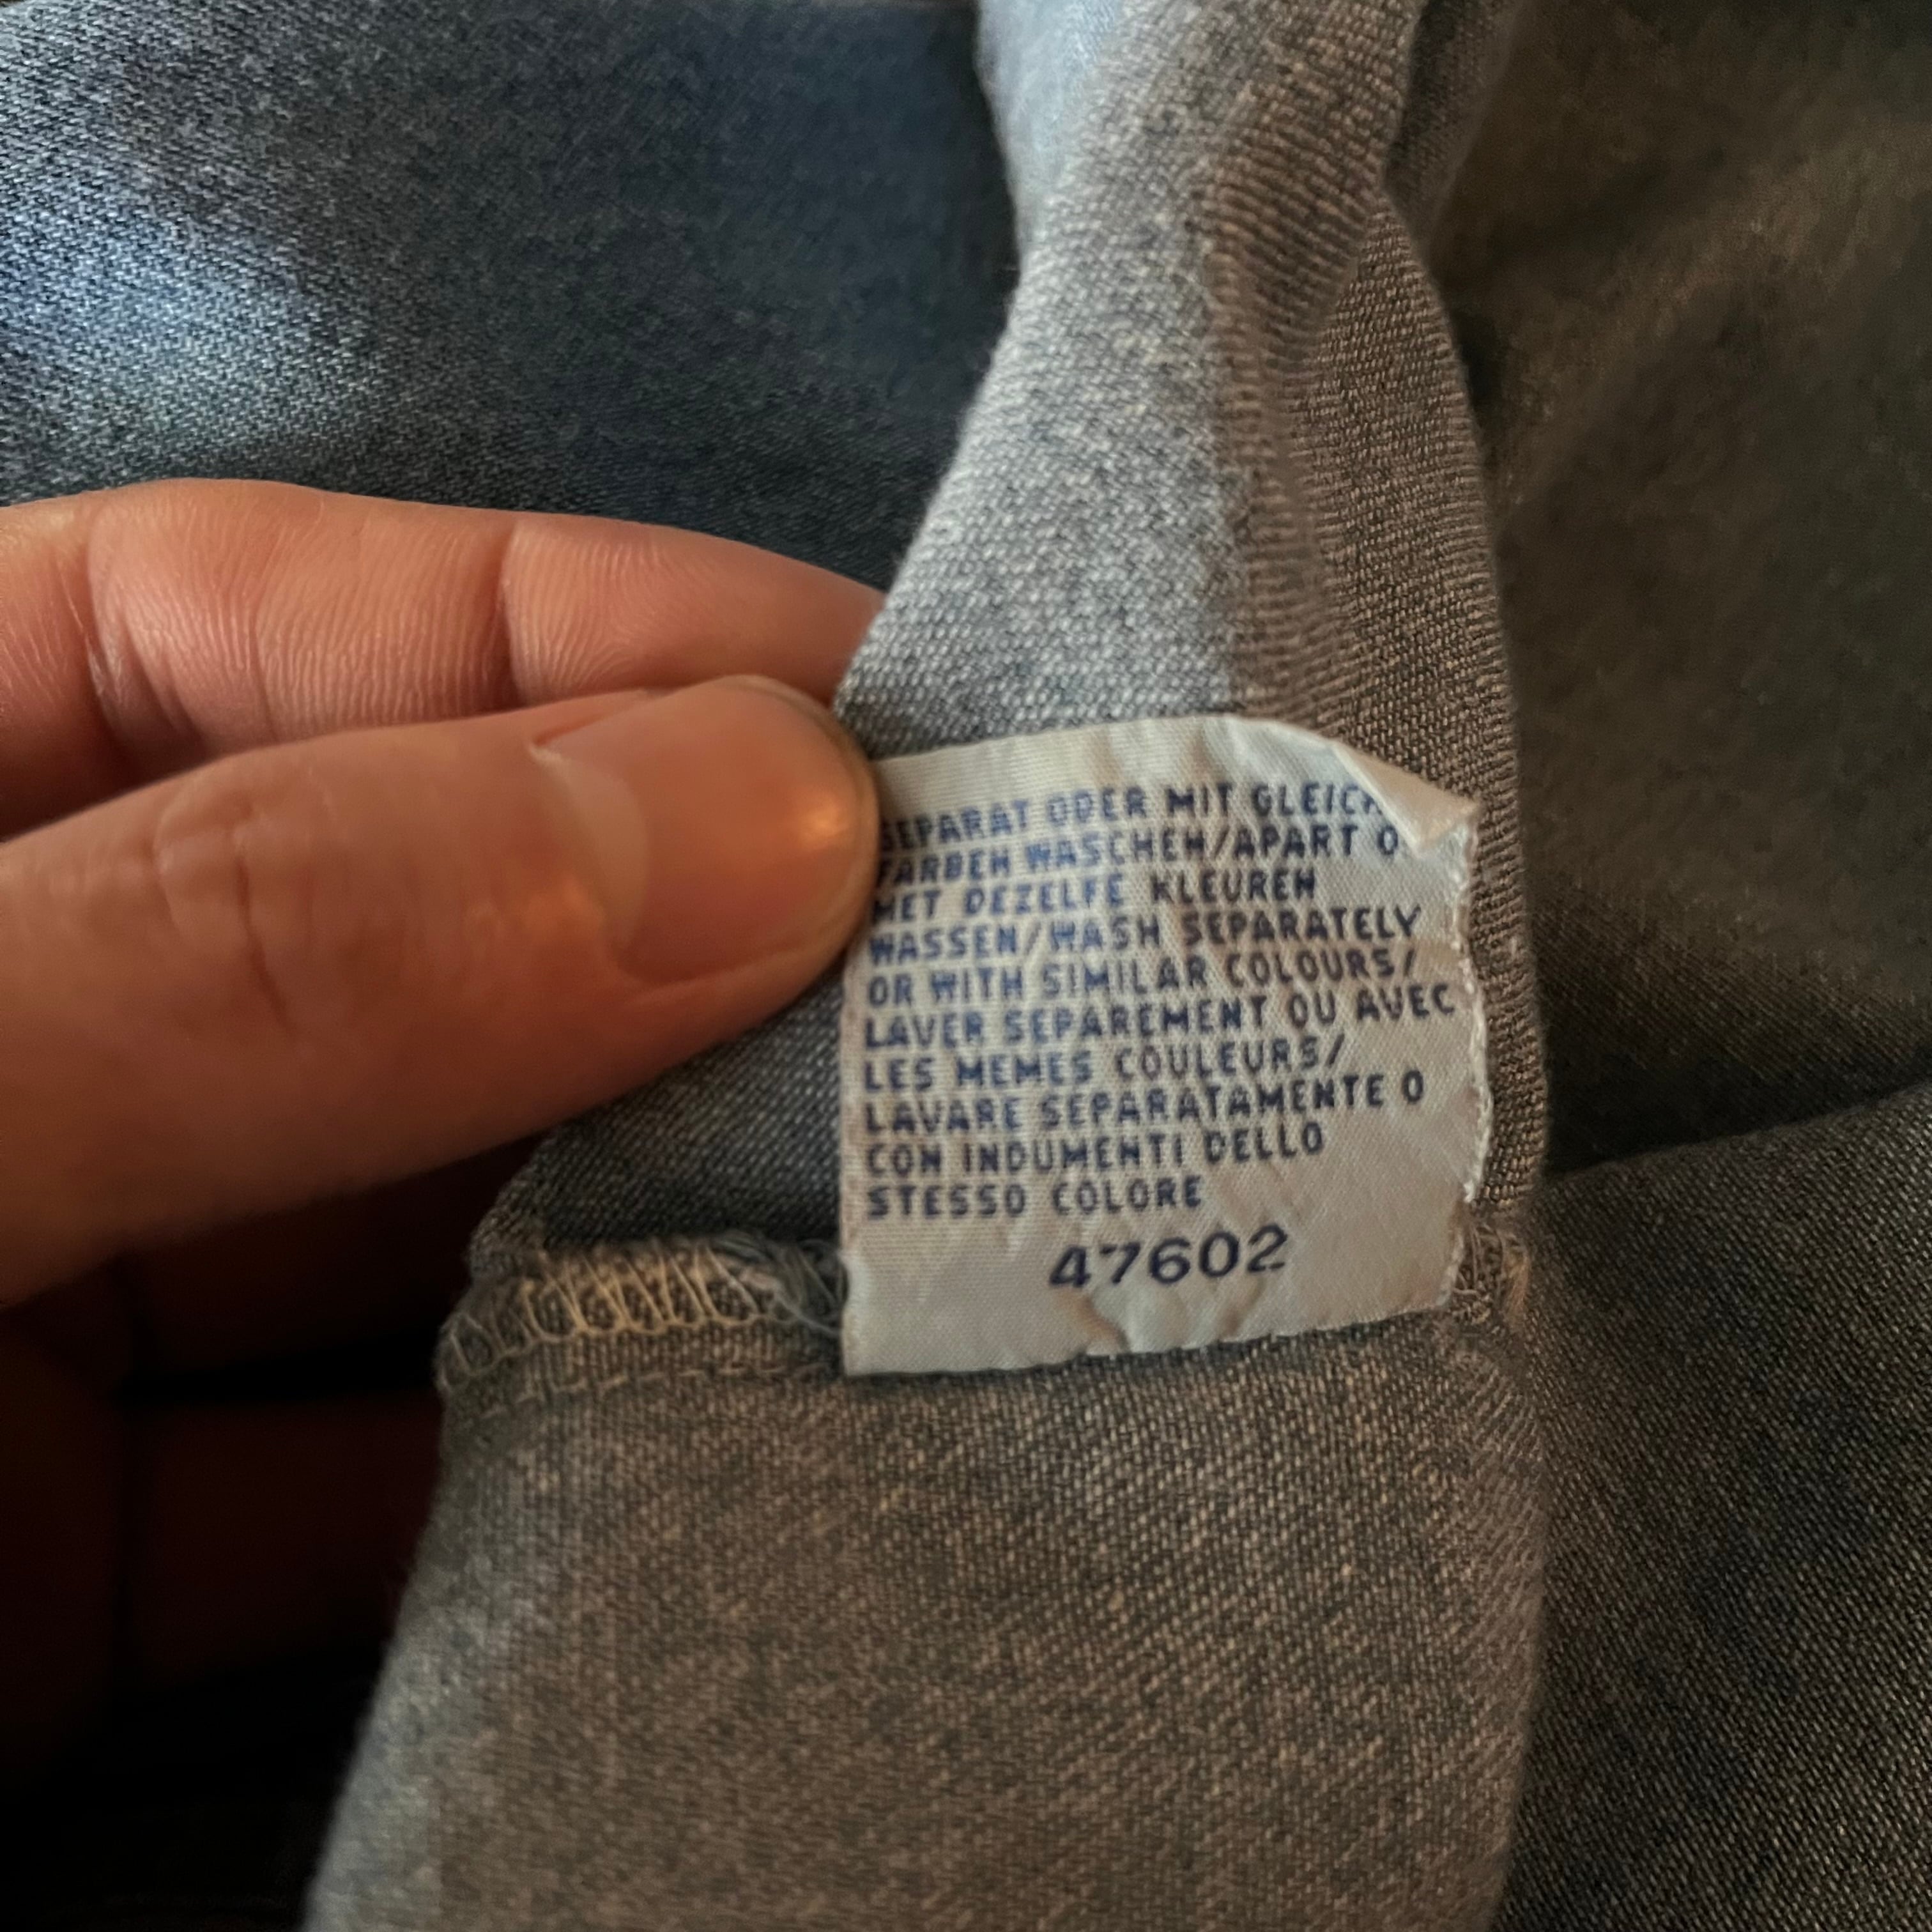 SEPARAT ODER MIT GLEICH
FARBEN WASCHEN/APART O
MET DEZELFE KLEUREN
WASSEN/WASH SEPARATELY
OR WITH SIMILAR COLOURS/
LAVER SEPAREMENT OU AVEC
LES MEMES COULEURS/
LAVARE SEPARATAMENTE O
CON INDUMENTI DELLO
STESSO COLORE
47602